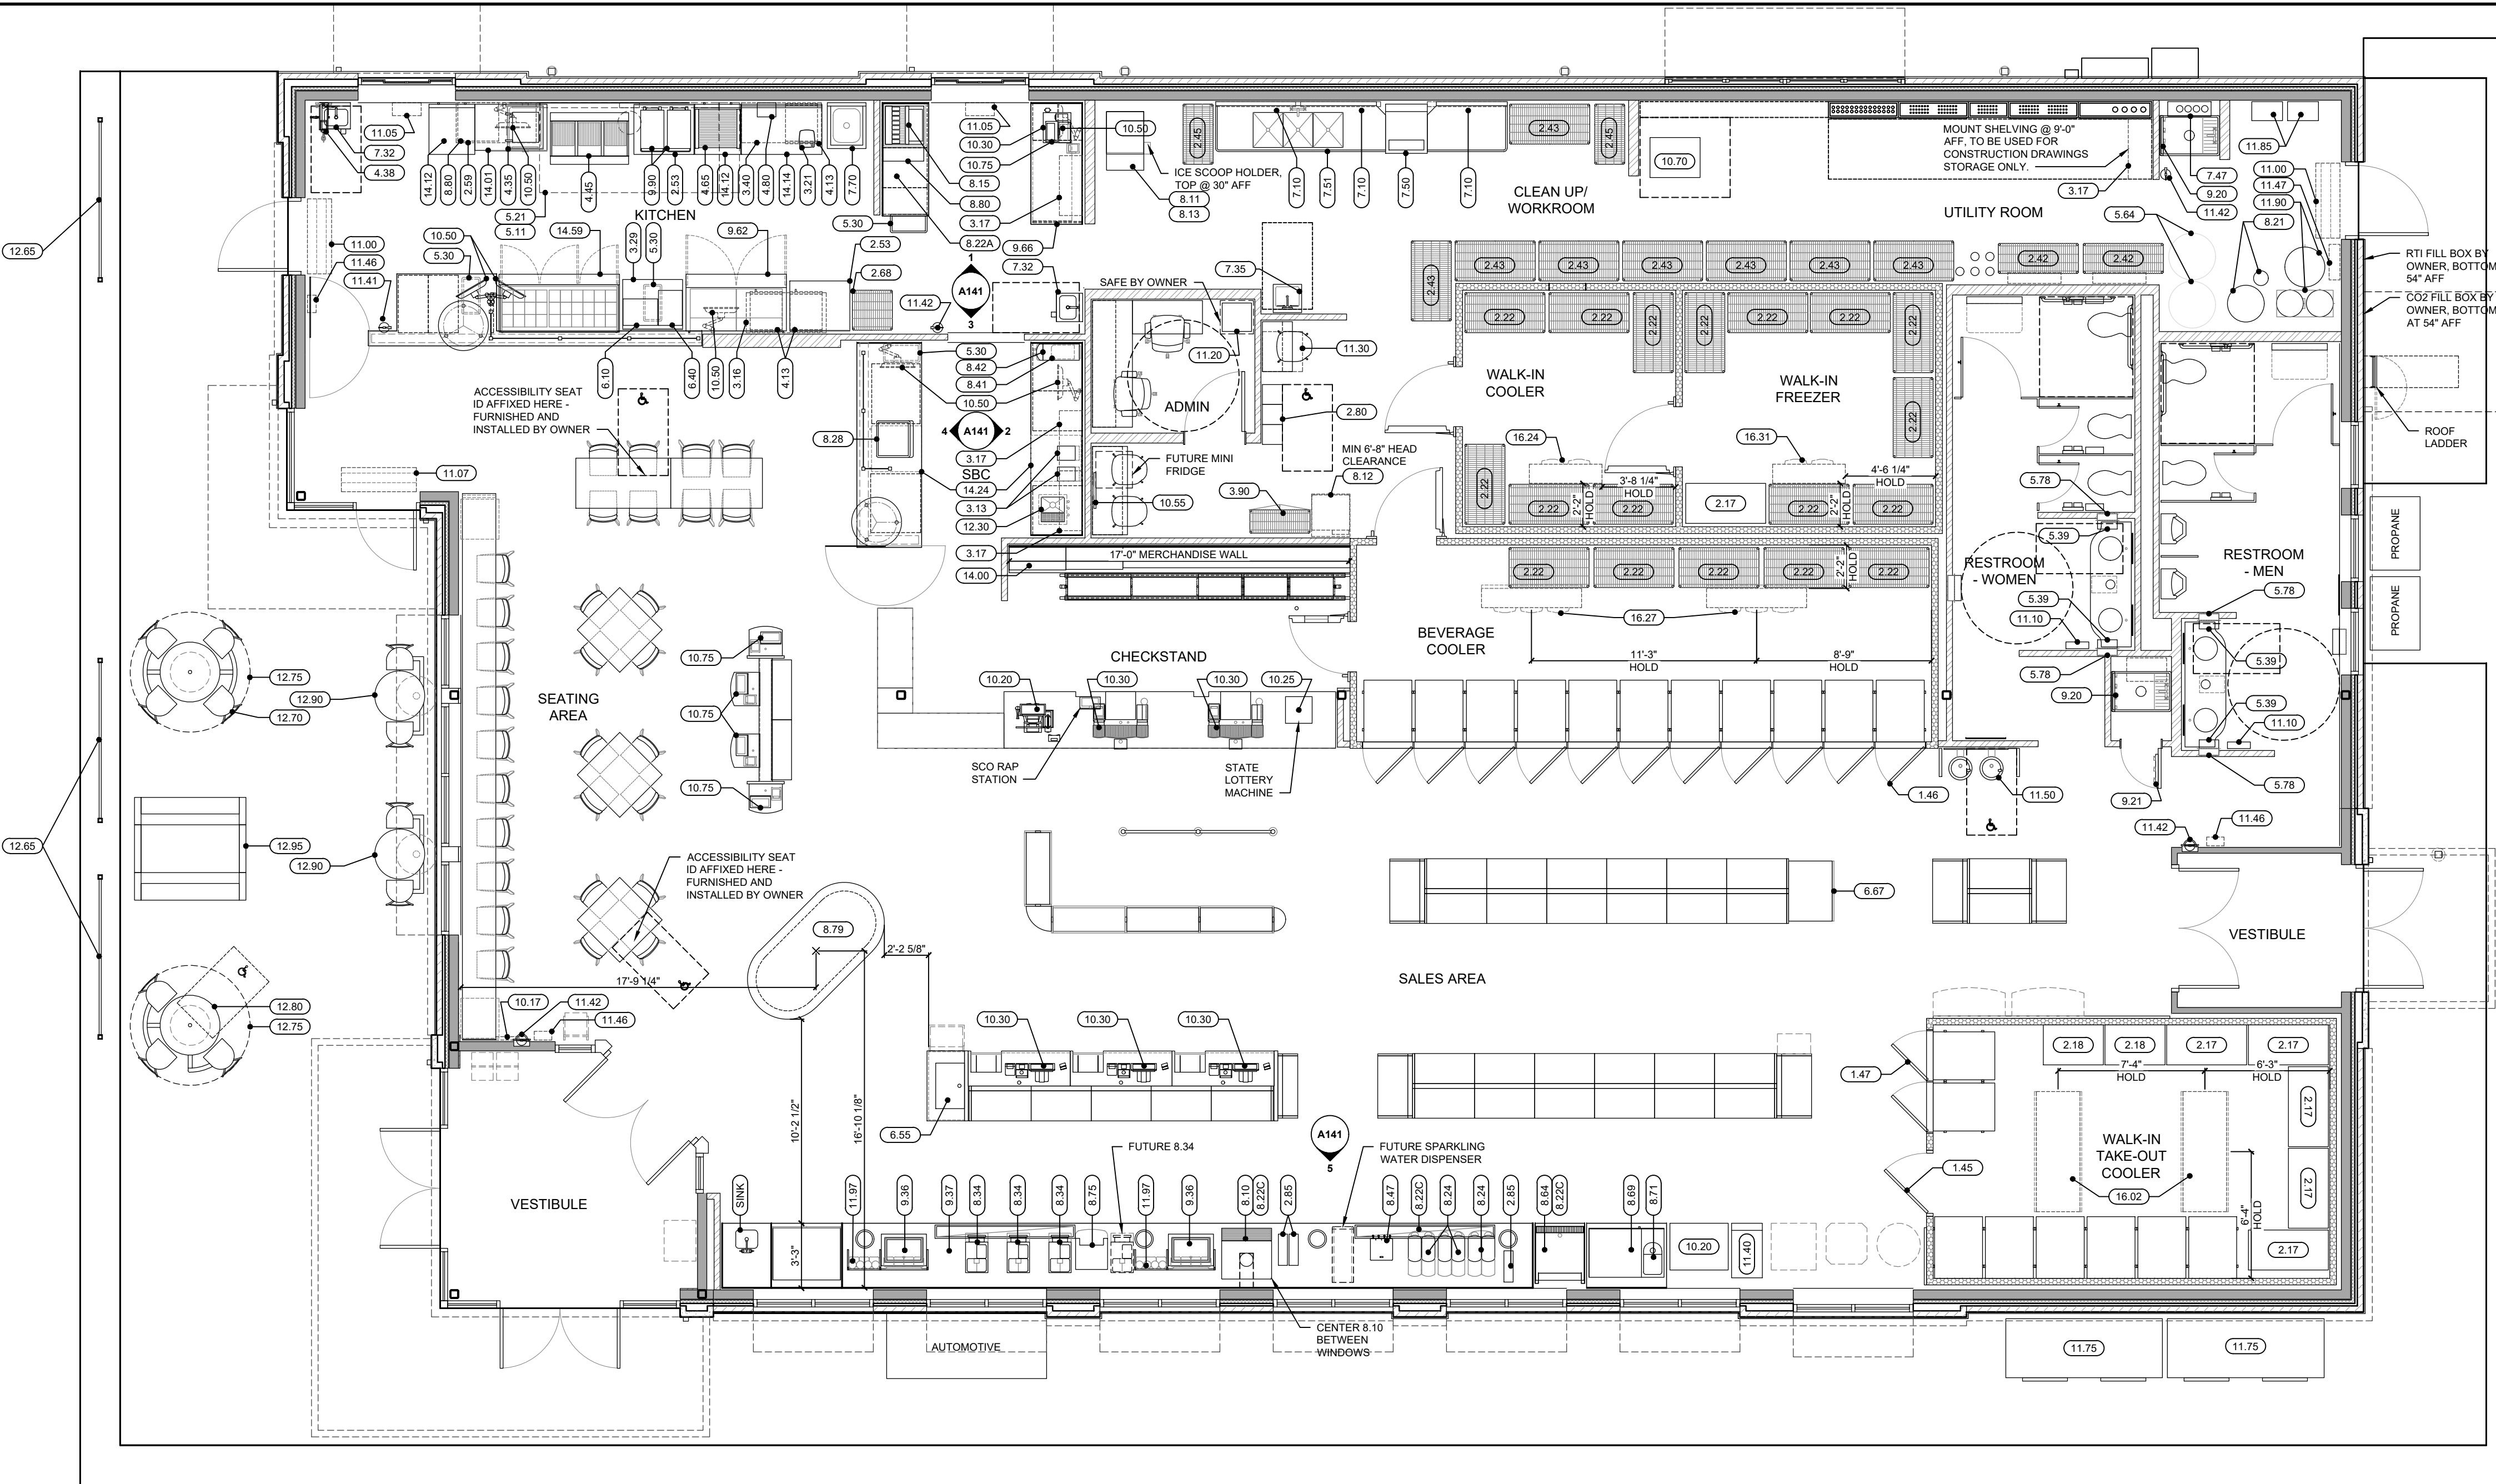 11.05
7.32
4.38
14.12
8.80
2.59
14.01
4.35
10.50
5.21
5.11
4.45
9.90
2.53
4.65
14.12
3.40
4.80
14.14
3.21
4.13
7.70
KITCHEN
11.05
10.50
10.30
10.75
8.15
8.80
3.17
5.30
8.22A
9.66
ICE SCOOP HOLDER,
TOP @ 30" AFF
8.11
8.13
2.45
7.10
7.51
7.10
7.50
7.10
2.43
2.45
CLEAN UP/
WORKROOM
10.70
MOUNT SHELVING @ 9'-0"
AFF, TO BE USED FOR
CONSTRUCTION DRAWINGS
STORAGE ONLY.
3.17
UTILITY ROOM
7.47
9.20
11.42
11.85
11.00
11.47
11.90
8.21
5.64
RTI FILL BOX BY
OWNER, BOTTOM
54" AFF
CO2 FILL BOX BY
OWNER, BOTTOM
AT 54" AFF
ROOF
LADDER
12.65
11.00
11.46
11.41
10.50
5.30
14.59
3.29
5.30
9.62
2.53
2.68
6.10
6.40
10.50
3.16
4.13
11.42
1
A141
3
7.32
SAFE BY OWNER
7.35
11.20
11.30
ADMIN
2.80
2.43
2.43
2.43
2.43
2.43
2.43
2.43
2.42
2.42
2.22
2.22
2.22
2.22
2.22
2.22
2.22
2.22
WALK-IN
COOLER
WALK-IN
FREEZER
16.24
16.31
3'-8 1/4"
HOLD
4'-6 1/4"
HOLD
2'-2"
HOLD
2'-2"
HOLD
2.22
2.22
2.22
2.17
2.22
2.22
ACCESSIBILITY SEAT
ID AFFIXED HERE -
FURNISHED AND
INSTALLED BY OWNER
11.07
8.28
5.30
8.42
8.41
10.50
4
A141
2
3.17
SBC
14.24
3.13
12.30
3.17
14.00
FUTURE MINI
FRIDGE
10.55
MIN 6'-8" HEAD
CLEARANCE
8.12
3.90
17'-0" MERCHANDISE WALL
2.22
2.22
2.22
2.22
2.22
2'-2"
HOLD
16.27
BEVERAGE
COOLER
11'-3"
HOLD
8'-9"
HOLD
1.46
RESTROOM
- WOMEN
RESTROOM
- MEN
5.78
5.39
5.39
11.10
5.78
9.20
9.21
5.78
5.39
5.39
11.10
5.78
11.50
11.42
11.46
PROPANE
PROPANE
12.75
12.70
12.90
12.65
12.95
12.90
12.80
12.75
SEATING
AREA
10.75
10.75
10.75
CHECKSTAND
10.20
10.30
10.30
10.25
SCO RAP
STATION
STATE
LOTTERY
MACHINE
ACCESSIBILITY SEAT
ID AFFIXED HERE -
FURNISHED AND
INSTALLED BY OWNER
8.79
2'-2 5/8"
17'-9 1/4"
10.17
11.42
11.46
6.67
SALES AREA
VESTIBULE
10.30
10.30
10.30
6.55
10'-2 1/2"
16'-10 1/8"
3'-3"
VESTIBULE
FUTURE 8.34
A141
5
FUTURE SPARKLING
WATER DISPENSER
SINK
11.97
9.36
9.37
8.34
8.34
8.34
8.75
11.97
9.36
8.10
8.22C
2.85
8.47
8.22C
8.24
8.24
2.85
8.64
8.22C
8.69
8.71
10.20
11.40
1.47
1.45
2.18
2.18
2.17
2.17
7'-4"
HOLD
6'-3"
HOLD
2.17
2.17
2.17
WALK-IN
TAKE-OUT
COOLER
16.02
6'-4"
HOLD
AUTOMOTIVE
CENTER 8.10
BETWEEN
WINDOWS
11.75
11.75